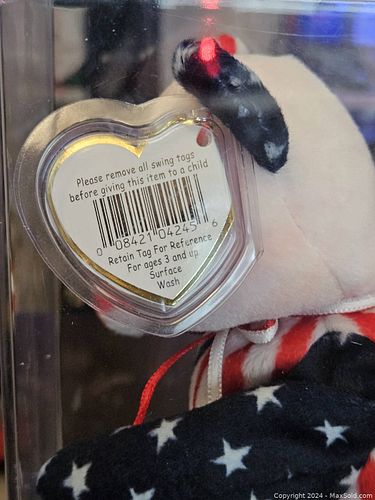 Please remove all swing tags
before giving this item to a child
0 08421 04245 6
Retain Tag For Reference
For ages 3 and up
Surface
Wash
Copyright 2024 - MaxSold.com